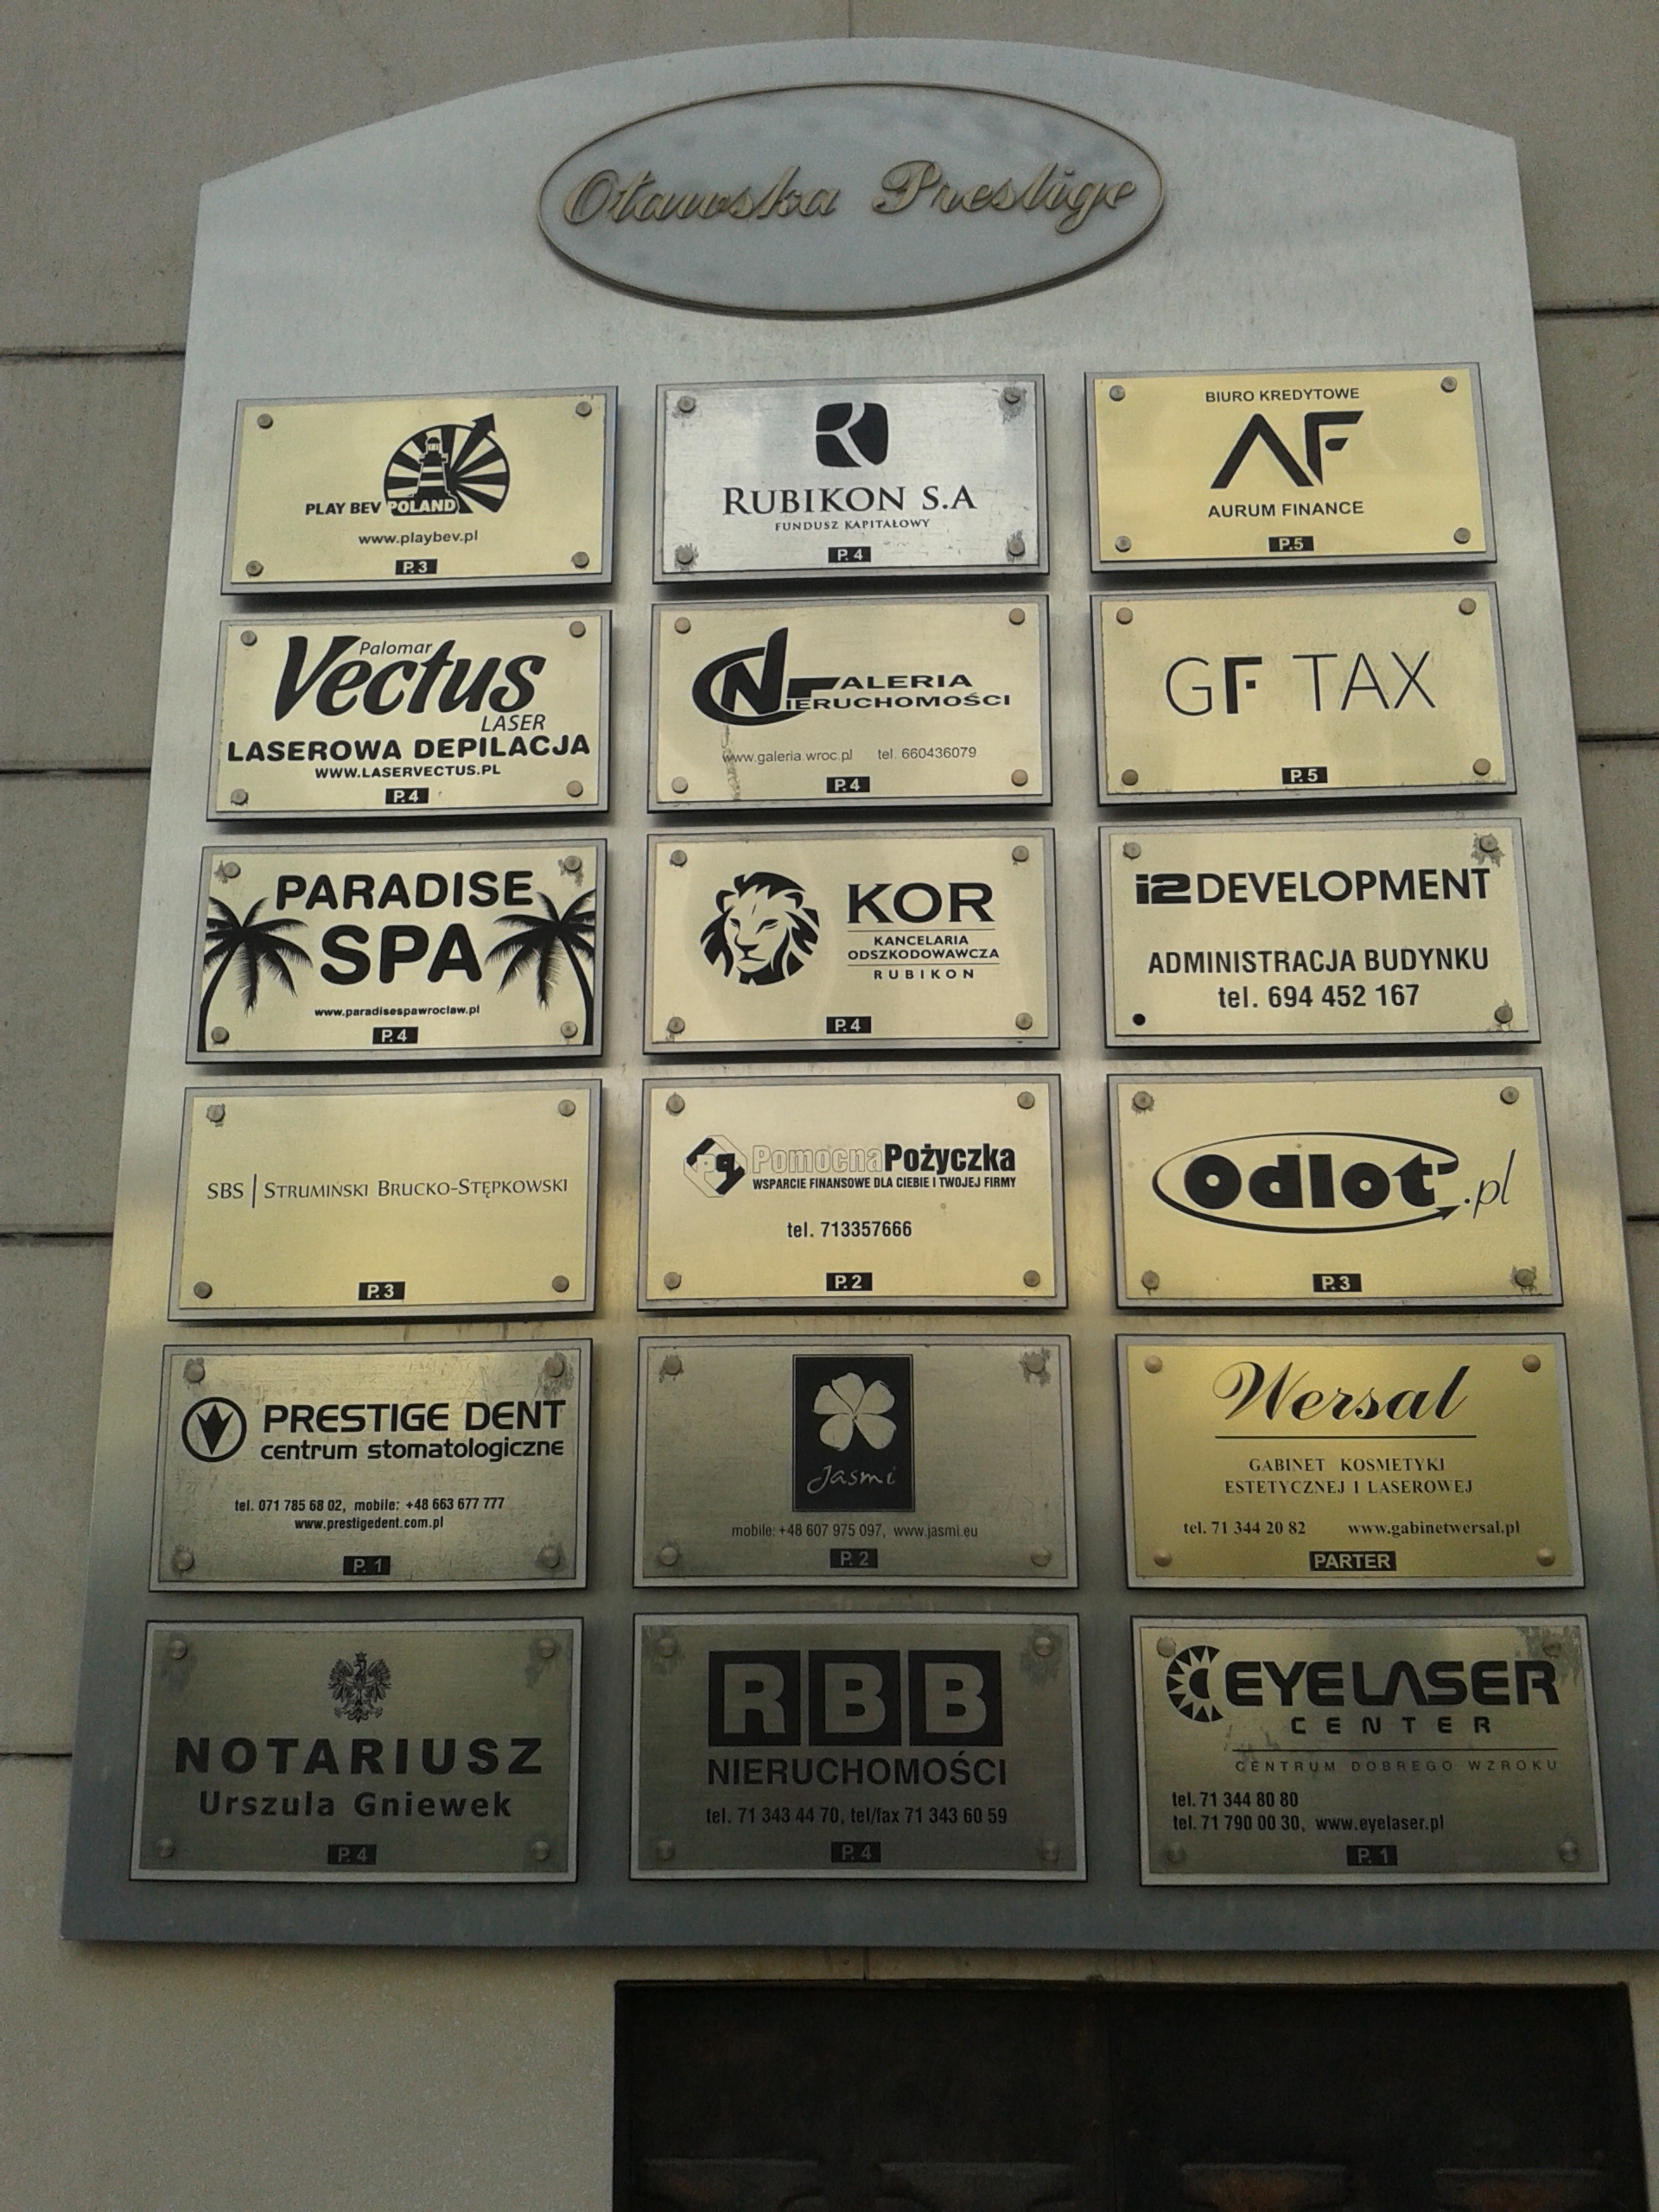 Oławska Prestige
PLAY BEV POLAND
www.playbev.pl
P.3
RUBIKON S.A
FUNDUSZ KAPITAŁOWY
P. 4
BIURO KREDYTOWE
AF
AURUM FINANCE
P.5
Palomar
Vectus
LASER
LASEROWA DEPILACJA
WWW.LASERVECTUS.PL
P.4
GALERIA
NIERUCHOMOŚCI
www.galeria.wroc.pl tel. 660436079
P.4
GF TAX
P.5
PARADISE
SPA
www.paradisespawroclaw.pl
P.4
KOR
KANCELARIA
ODSZKODOWAWCZA
RUBIKON
P.4
i2 DEVELOPMENT
ADMINISTRACJA BUDYNKU
tel. 694 452 167
SBS | STRUMIŃSKI BRUCKO-STĘPKOWSKI
P.3
PomocnaPożyczka
WSPARCIE FINANSOWE DLA CIEBIE I TWOJEJ FIRMY
tel. 713357666
P.2
Odlot.pl
P.3
PRESTIGE DENT
centrum stomatologiczne
tel. 071 785 68 02, mobile: +48 663 677 777
www.prestigedent.com.pl
P. 1
Jasmi
mobile: +48 607 975 097, www.jasmi.eu
P. 2
Wersal
GABINET KOSMETYKI
ESTETYCZNEJ I LASEROWEJ
tel. 71 344 20 82 www.gabinetwersal.pl
PARTER
NOTARIUSZ
Urszula Gniewek
P. 4
RBB
NIERUCHOMOŚCI
tel. 71 343 44 70, tel/fax 71 343 60 59
P. 4
EYELASER
CENTER
CENTRUM DOBREGO WZROKU
tel. 71 344 80 80
tel. 71 790 00 30, www.eyelaser.pl
P. 1